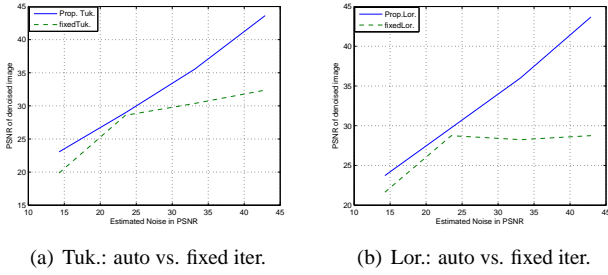 45
40
35
30
25
20
15
10 15 20 25 30 35 40 45
PSNR of denoised image
Estimated Noise in PSNR
Prop. Tuk.
fixedTuk.
(a) Tuk.: auto vs. fixed iter.
45
40
35
30
25
20
10 15 20 25 30 35 40 45
PSNR of denoised image
Estimated Noise in PSNR
Prop.Lor.
fixedLor.
(b) Lor.: auto vs. fixed iter.